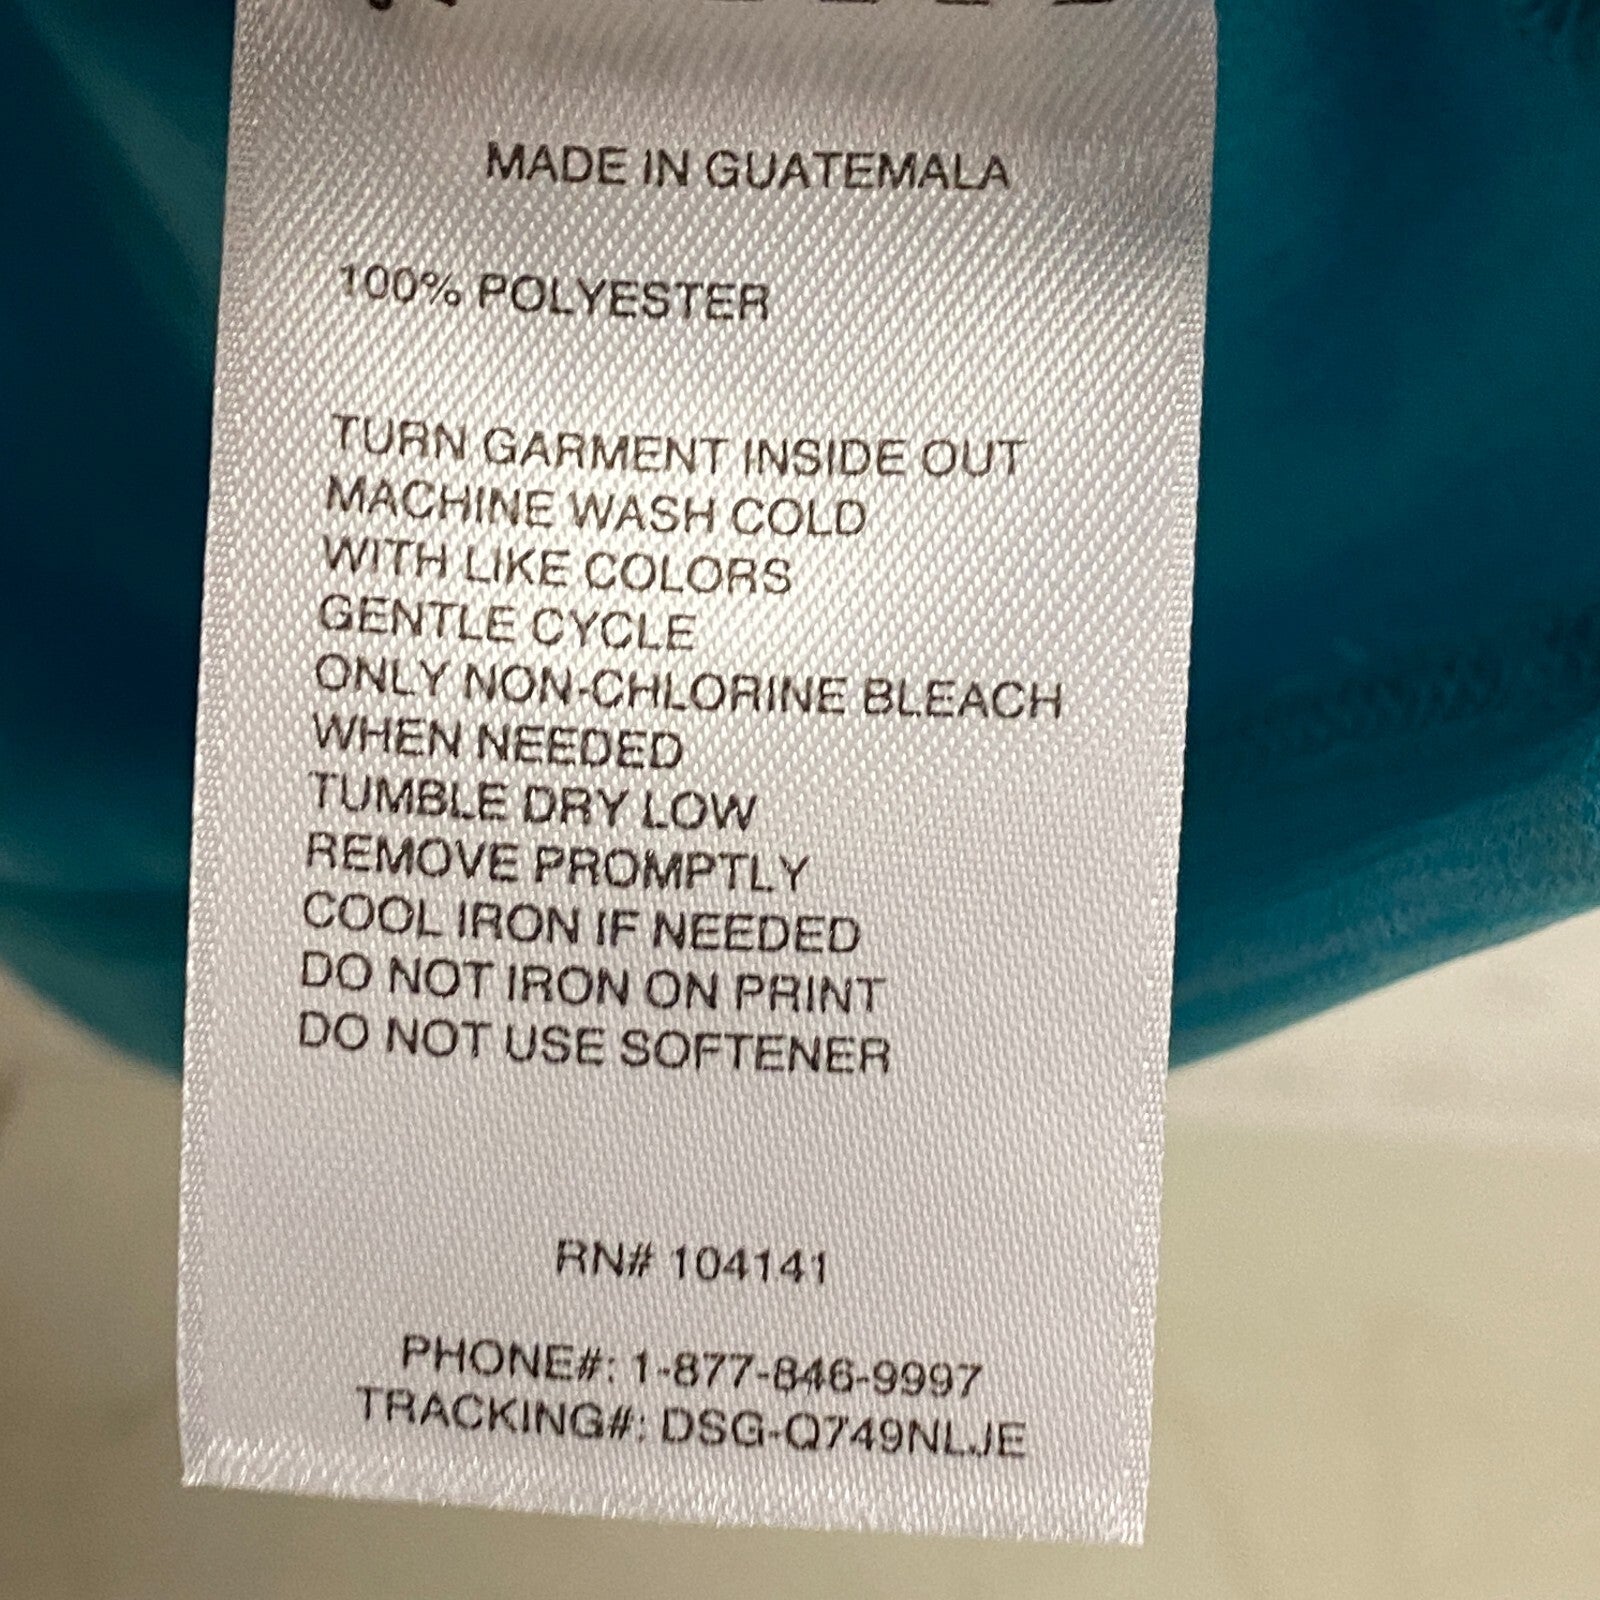 MADE IN GUATEMALA
100% POLYESTER
TURN GARMENT INSIDE OUT
MACHINE WASH COLD
WITH LIKE COLORS
GENTLE CYCLE
ONLY NON-CHLORINE BLEACH
WHEN NEEDED
TUMBLE DRY LOW
REMOVE PROMPTLY
COOL IRON IF NEEDED
DO NOT IRON ON PRINT
DO NOT USE SOFTENER
RN# 104141
PHONE#: 1-877-846-9997
TRACKING#: DSG-Q749NLJE